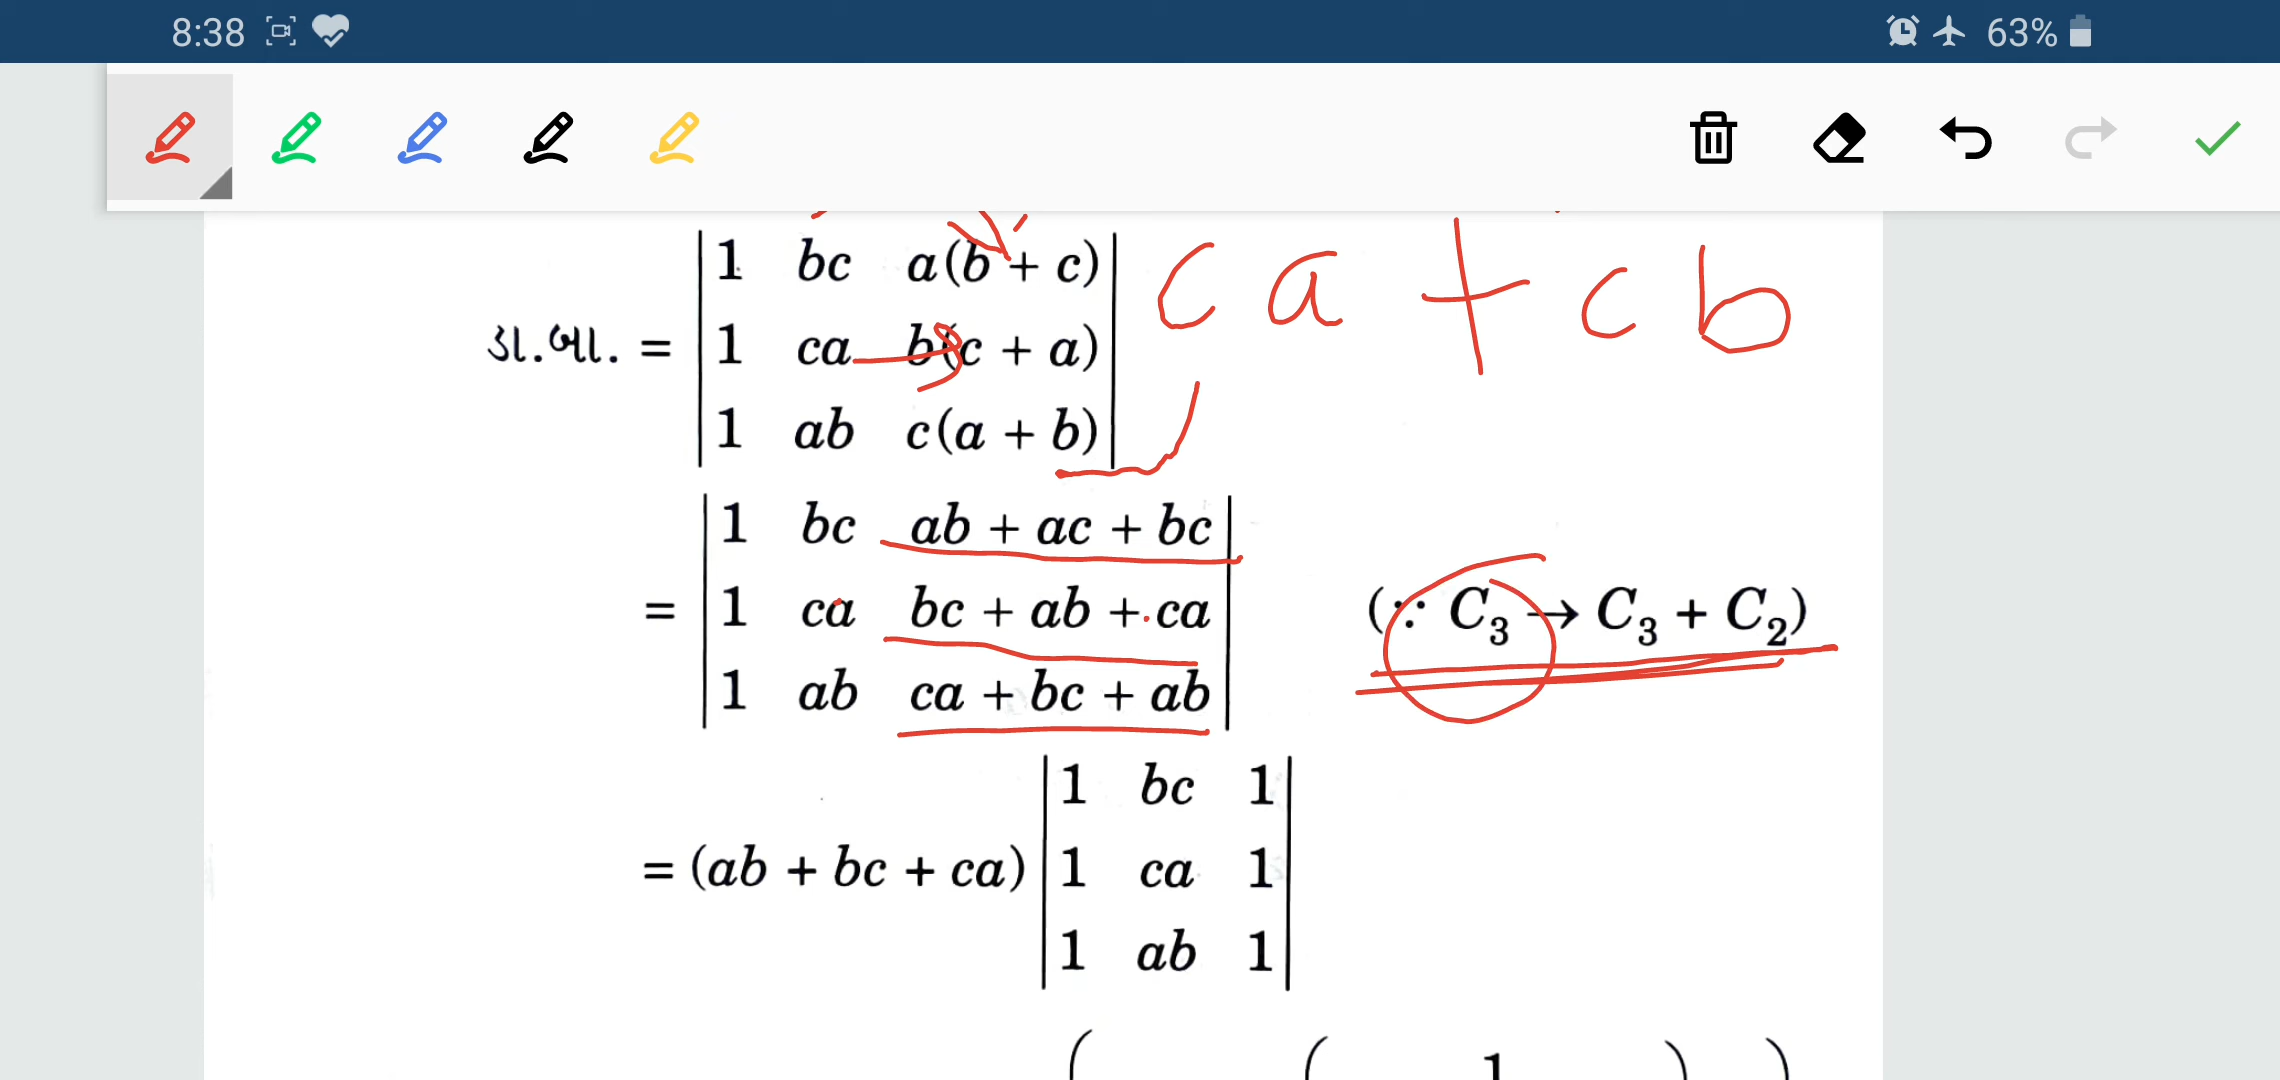 8:38 63%
| 1 bc a(b + c) |
ડા.બા. = | 1 ca b(c + a) |
| 1 ab c(a + b) |
ca + cb
| 1 bc ab + ac + bc |
= | 1 ca bc + ab + ca | (∵ C₃ → C₃ + C₂)
| 1 ab ca + bc + ab |
| 1 bc 1 |
= (ab + bc + ca) | 1 ca 1 |
| 1 ab 1 |
( ( 1 ) )